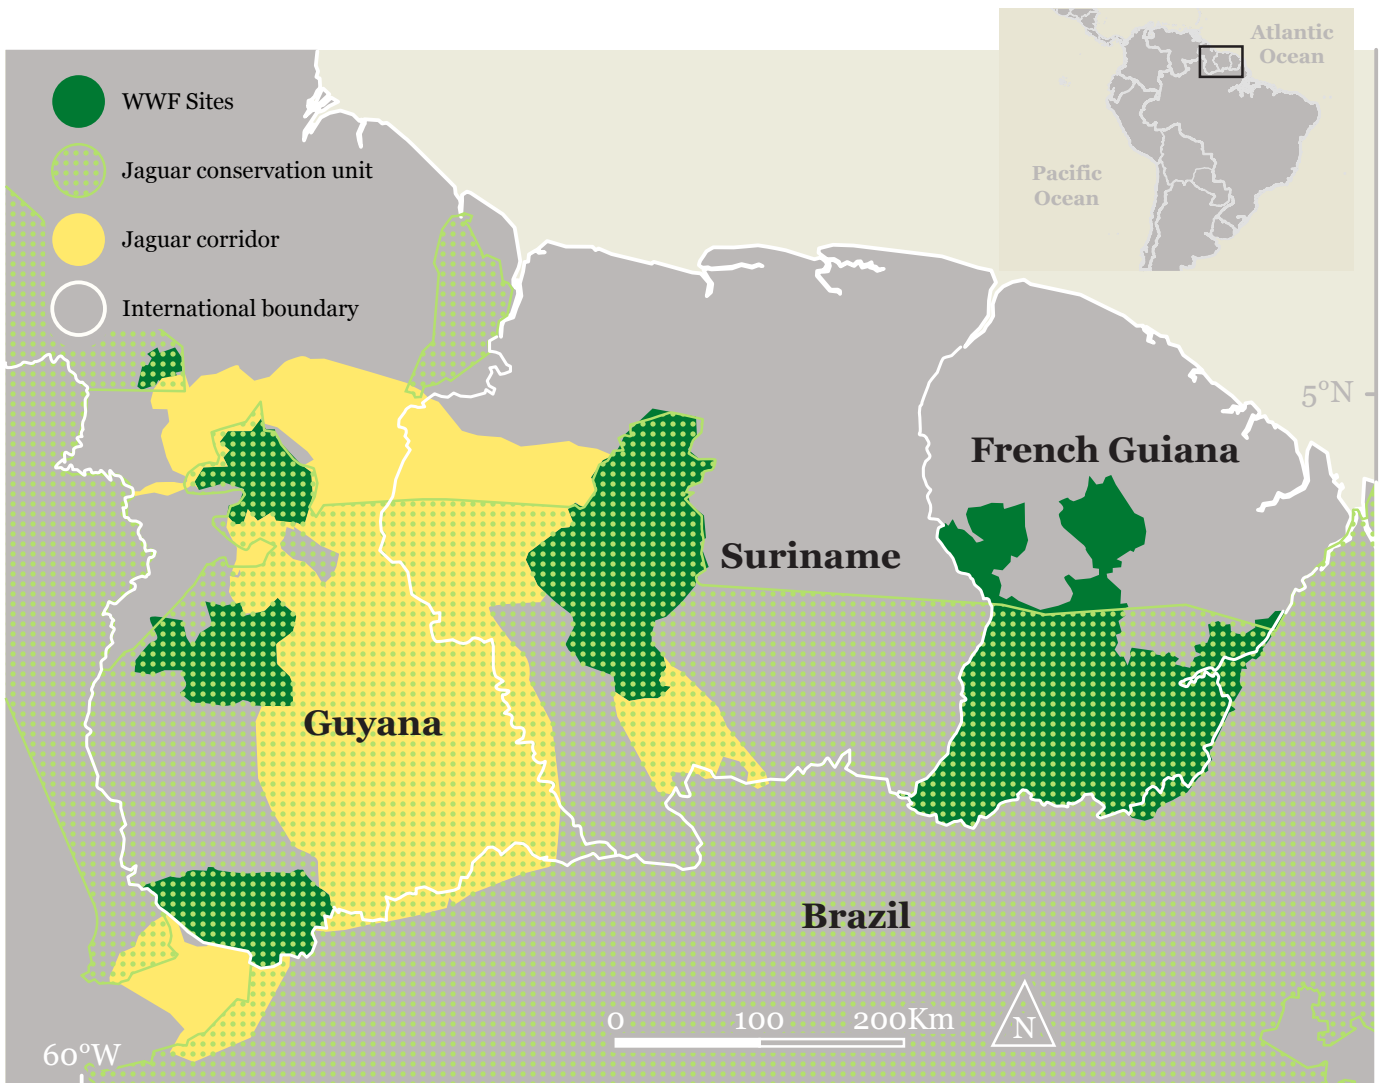 WWF Sites
Jaguar conservation unit
Jaguar corridor
International boundary
Atlantic
Ocean
Pacific
Ocean
5°N
French Guiana
Suriname
Guyana
Brazil
0 100 200Km
N
60°W